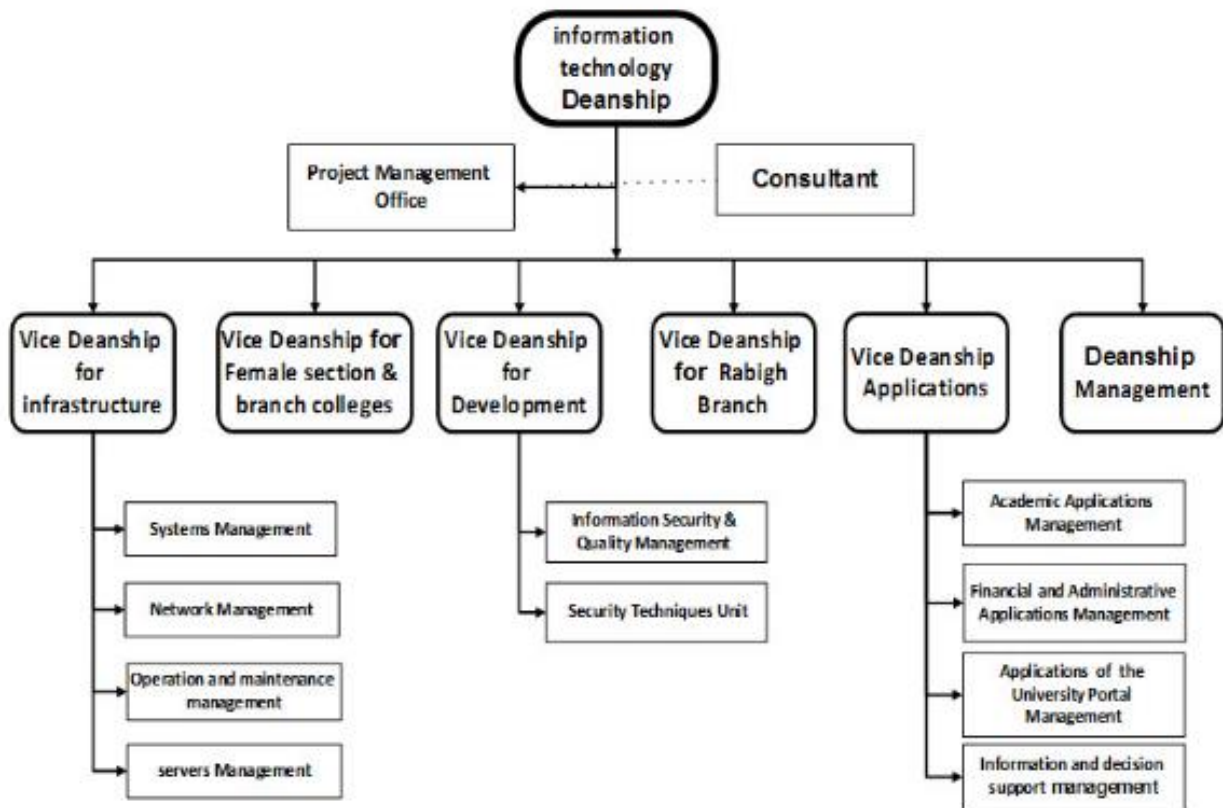 information
technology
Deanship
Project Management
Office
Consultant
Vice Deanship
for
infrastructure
Vice Deanship for
Female section &
branch colleges
Vice Deanship
for
Development
Vice Deanship
for Rabigh
Branch
Vice Deanship
Applications
Deanship
Management
Systems Management
Network Management
Operation and maintenance
management
servers Management
Information Security &
Quality Management
Security Techniques Unit
Academic Applications
Management
Financial and Administrative
Applications Management
Applications of the
University Portal
Management
Information and decision
support management